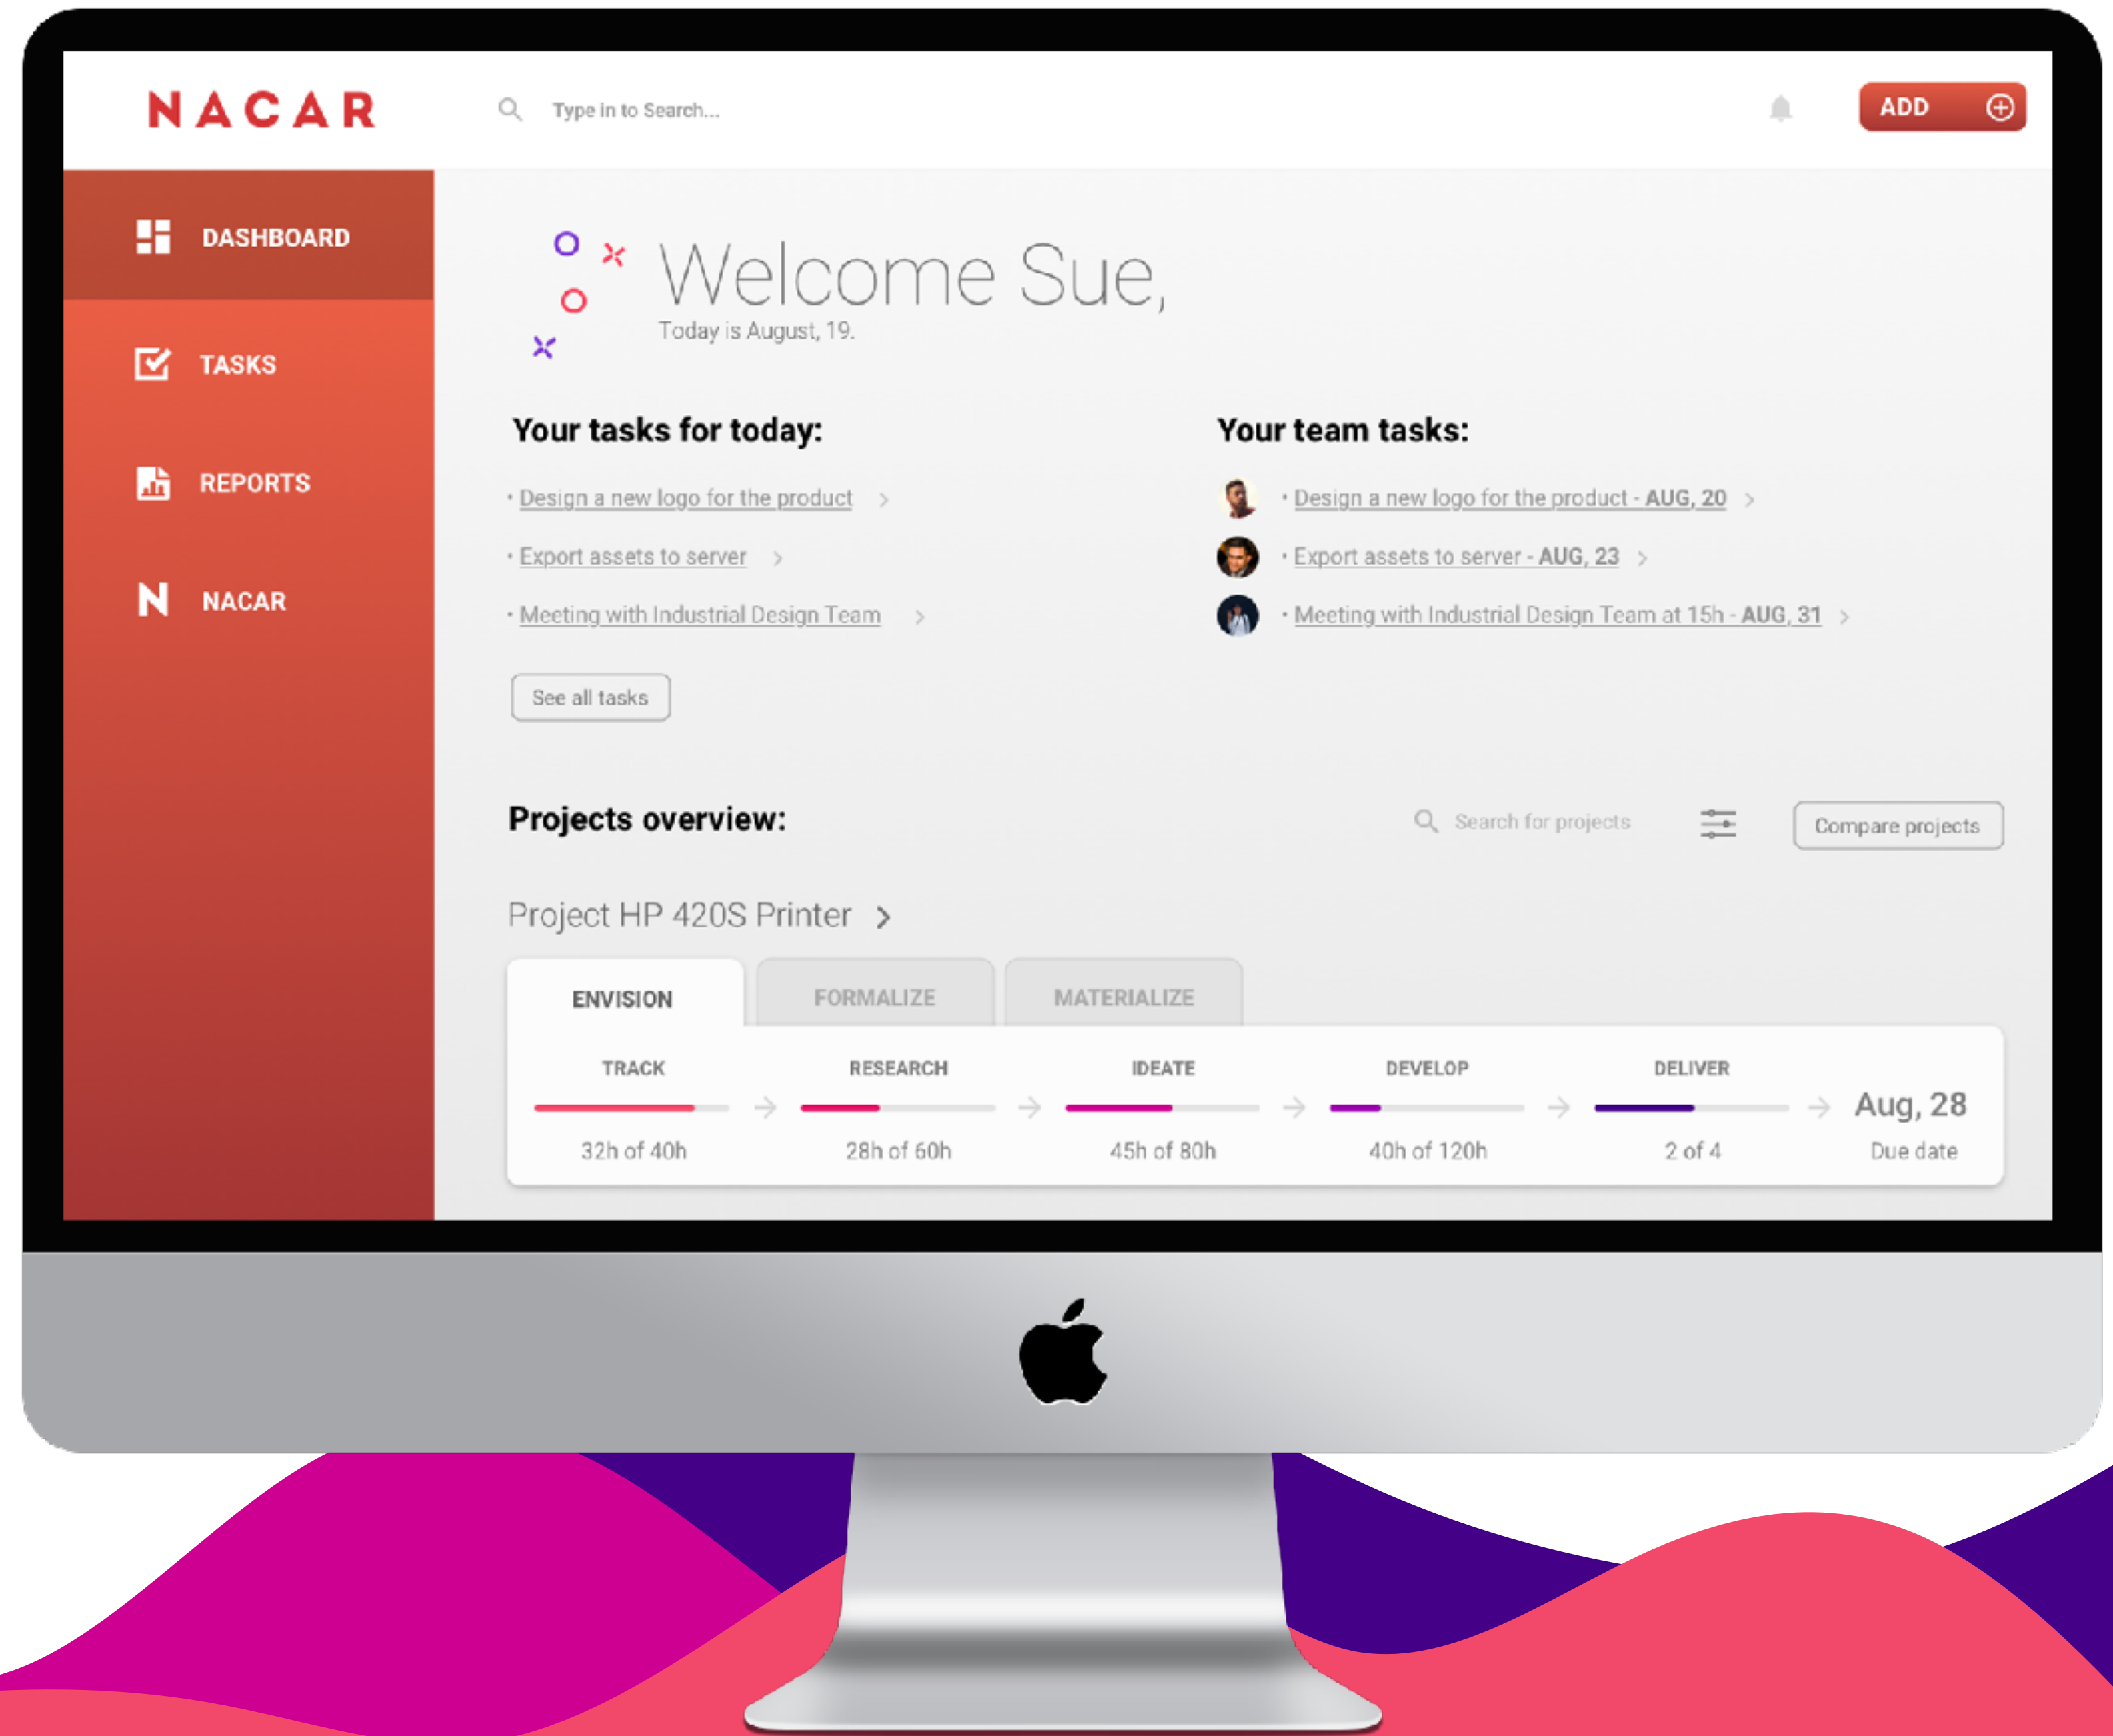 NACAR
Type in to Search...
ADD
DASHBOARD
TASKS
REPORTS
N NACAR
Welcome Sue,
Today is August, 19.
Your tasks for today:
· Design a new logo for the product
· Export assets to server
· Meeting with Industrial Design Team
See all tasks
Your team tasks:
· Design a new logo for the product - AUG, 20
· Export assets to server - AUG, 23
· Meeting with Industrial Design Team at 15h - AUG, 31
Projects overview:
Search for projects
Compare projects
Project HP 420S Printer
ENVISION
FORMALIZE
MATERIALIZE
TRACK
32h of 40h
RESEARCH
28h of 60h
IDEATE
45h of 80h
DEVELOP
40h of 120h
DELIVER
2 of 4
Aug, 28
Due date